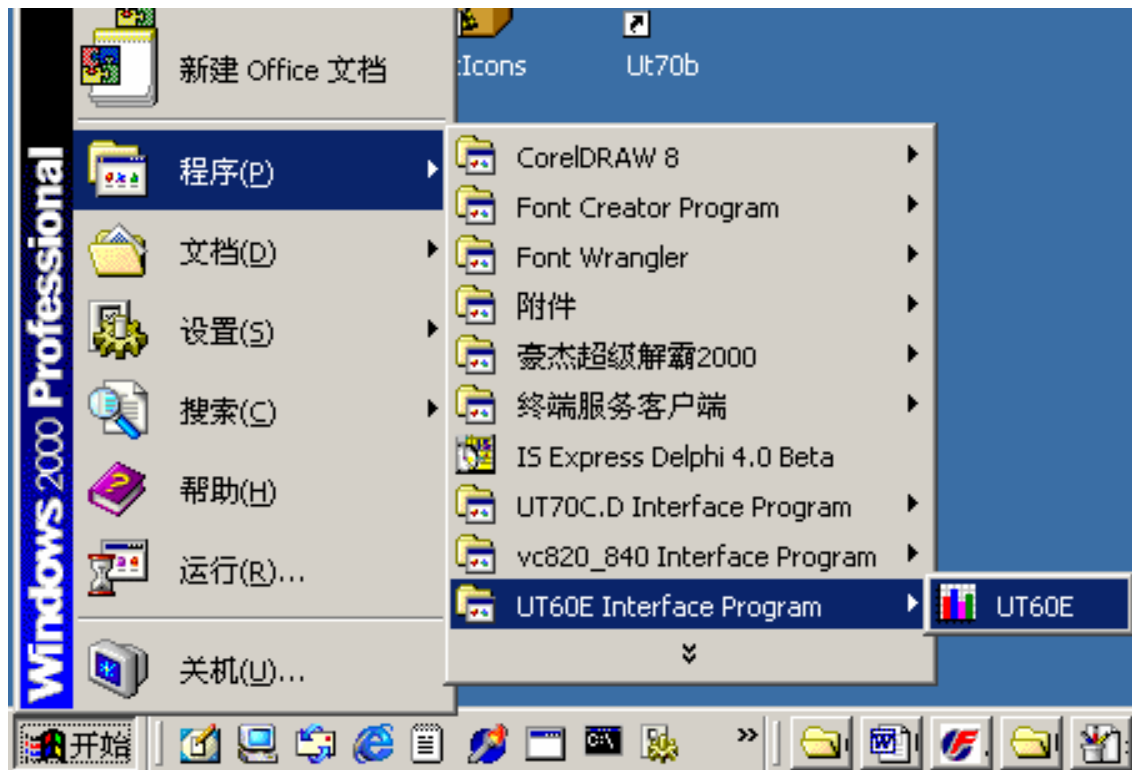 新建 Office 文档
程序(P)
文档(D)
设置(S)
搜索(C)
帮助(H)
运行(R)...
关机(U)...
Windows 2000 Professional
Icons
Ut70b
CorelDRAW 8
Font Creator Program
Font Wrangler
附件
豪杰超级解霸2000
终端服务客户端
IS Express Delphi 4.0 Beta
UT70C.D Interface Program
vc820_840 Interface Program
UT60E Interface Program
UT60E
开始